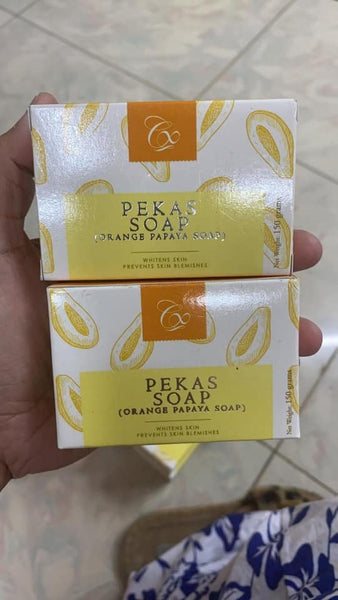 PEKAS
SOAP
(ORANGE PAPAYA SOAP)
WHITENS SKIN
PREVENTS SKIN BLEMISHES
Net Weight: 150 grams
PEKAS
SOAP
(ORANGE PAPAYA SOAP)
WHITENS SKIN
PREVENTS SKIN BLEMISHES
Net Weight: 150 grams